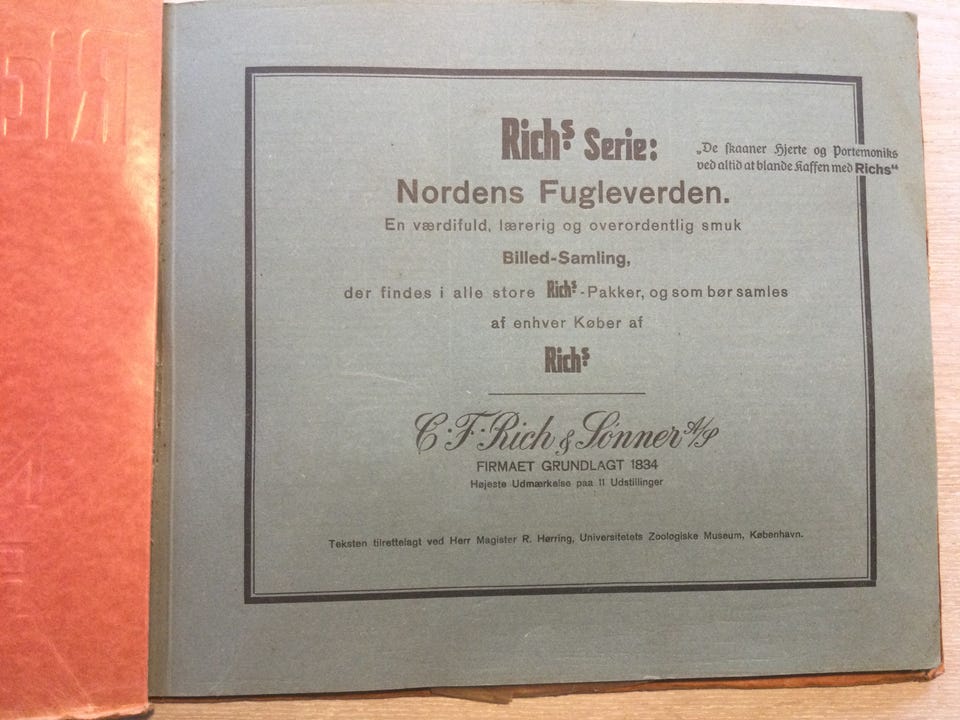 Richs Serie:
„De skaaner Hjerte og Portemoniks
ved altid at blande Kaffen med Richs“
Nordens Fugleverden.
En værdifuld, lærerig og overordentlig smuk
Billed-Samling,
der findes i alle store Richs-Pakker, og som bør samles
af enhver Køber af
Richs
C. F. Rich & Sønner A/S
FIRMAET GRUNDLAGT 1834
Højeste Udmærkelse paa 11 Udstillinger
Teksten tilrettelagt ved Herr Magister R. Hørring, Universitetets Zoologiske Museum, København.